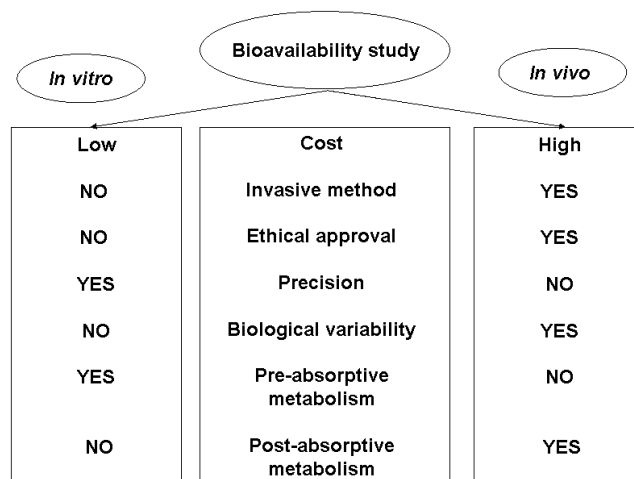 Bioavailability study
In vitro
In vivo
Low Cost High
NO Invasive method YES
NO Ethical approval YES
YES Precision NO
NO Biological variability YES
YES Pre-absorptive NO
metabolism
NO Post-absorptive YES
metabolism